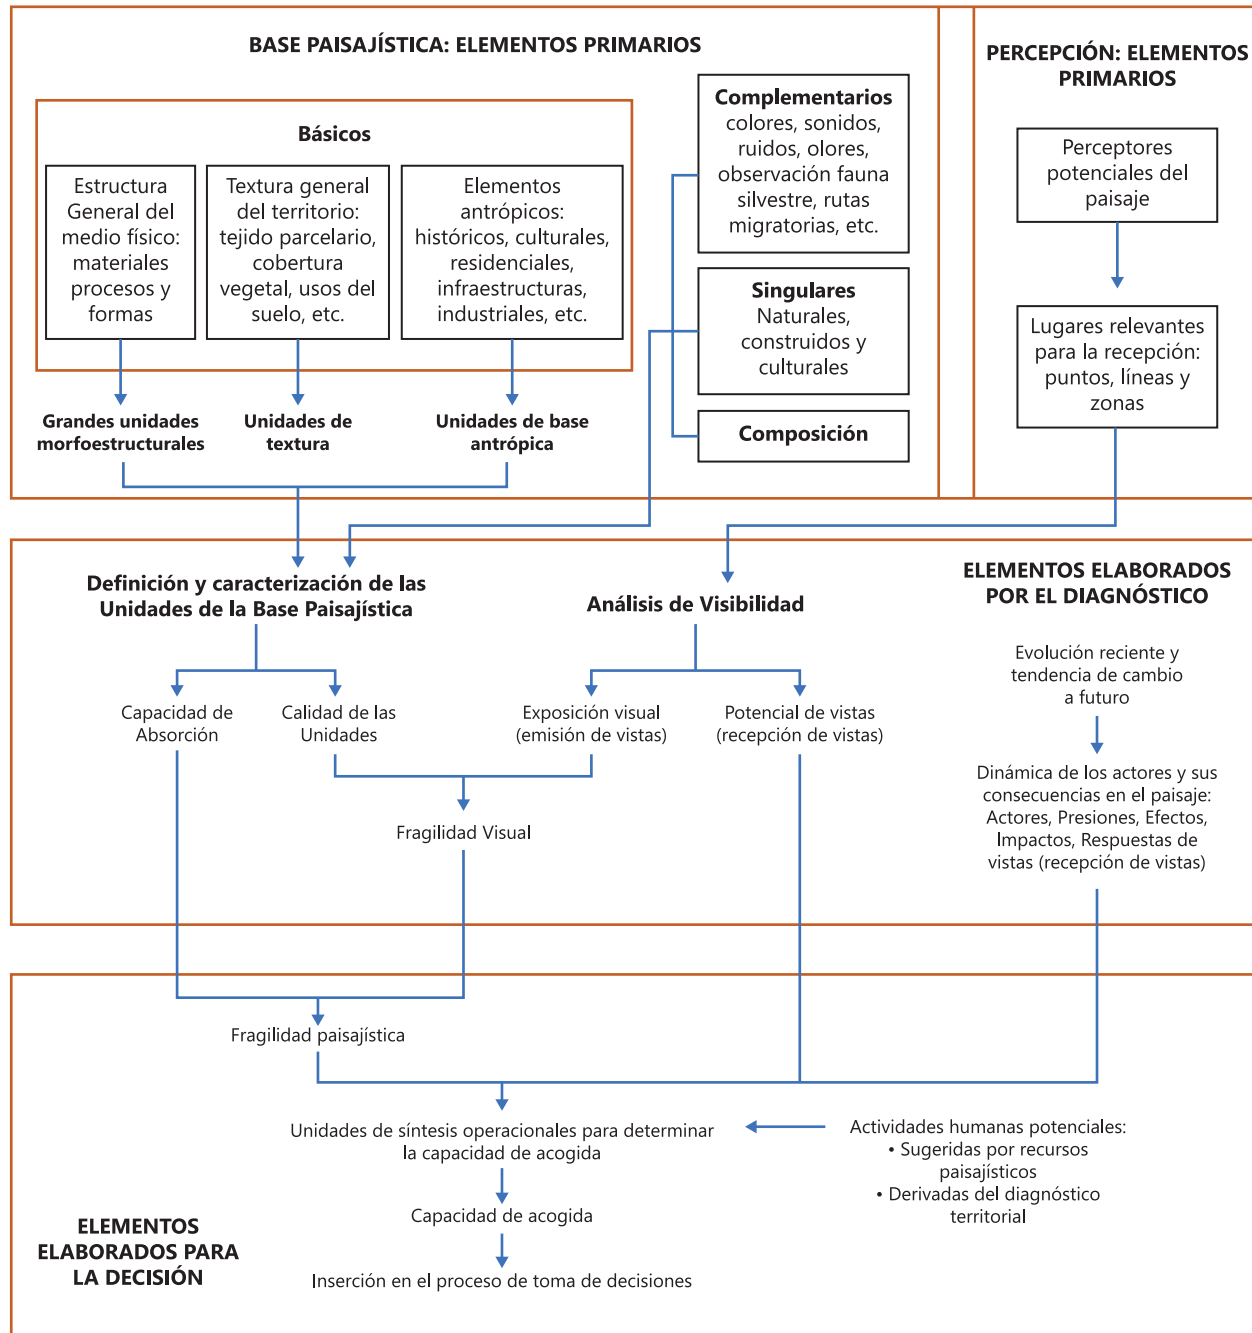 BASE PAISAJÍSTICA: ELEMENTOS PRIMARIOS
Básicos
Estructura
General del
medio físico:
materiales
procesos y
formas
Textura general
del territorio:
tejido parcelario,
cobertura
vegetal, usos del
suelo, etc.
Elementos
antrópicos:
históricos, culturales,
residenciales,
infraestructuras,
industriales, etc.
Grandes unidades
morfoestructurales
Unidades de
textura
Unidades de base
antrópica
Complementarios
colores, sonidos,
ruidos, olores,
observación fauna
silvestre, rutas
migratorias, etc.
Singulares
Naturales,
construidos y
culturales
Composición
PERCEPCIÓN: ELEMENTOS
PRIMARIOS
Perceptores
potenciales del
paisaje
Lugares relevantes
para la recepción:
puntos, líneas y
zonas
Definición y caracterización de las
Unidades de la Base Paisajística
Análisis de Visibilidad
ELEMENTOS ELABORADOS
POR EL DIAGNÓSTICO
Capacidad de
Absorción
Calidad de las
Unidades
Exposición visual
(emisión de vistas)
Potencial de vistas
(recepción de vistas)
Fragilidad Visual
Evolución reciente y
tendencia de cambio
a futuro
Dinámica de los actores y sus
consecuencias en el paisaje:
Actores, Presiones, Efectos,
Impactos, Respuestas de
vistas (recepción de vistas)
Fragilidad paisajística
Unidades de síntesis operacionales para determinar
la capacidad de acogida
Actividades humanas potenciales:
• Sugeridas por recursos
paisajísticos
• Derivadas del diagnóstico
territorial
Capacidad de acogida
Inserción en el proceso de toma de decisiones
ELEMENTOS
ELABORADOS PARA
LA DECISIÓN